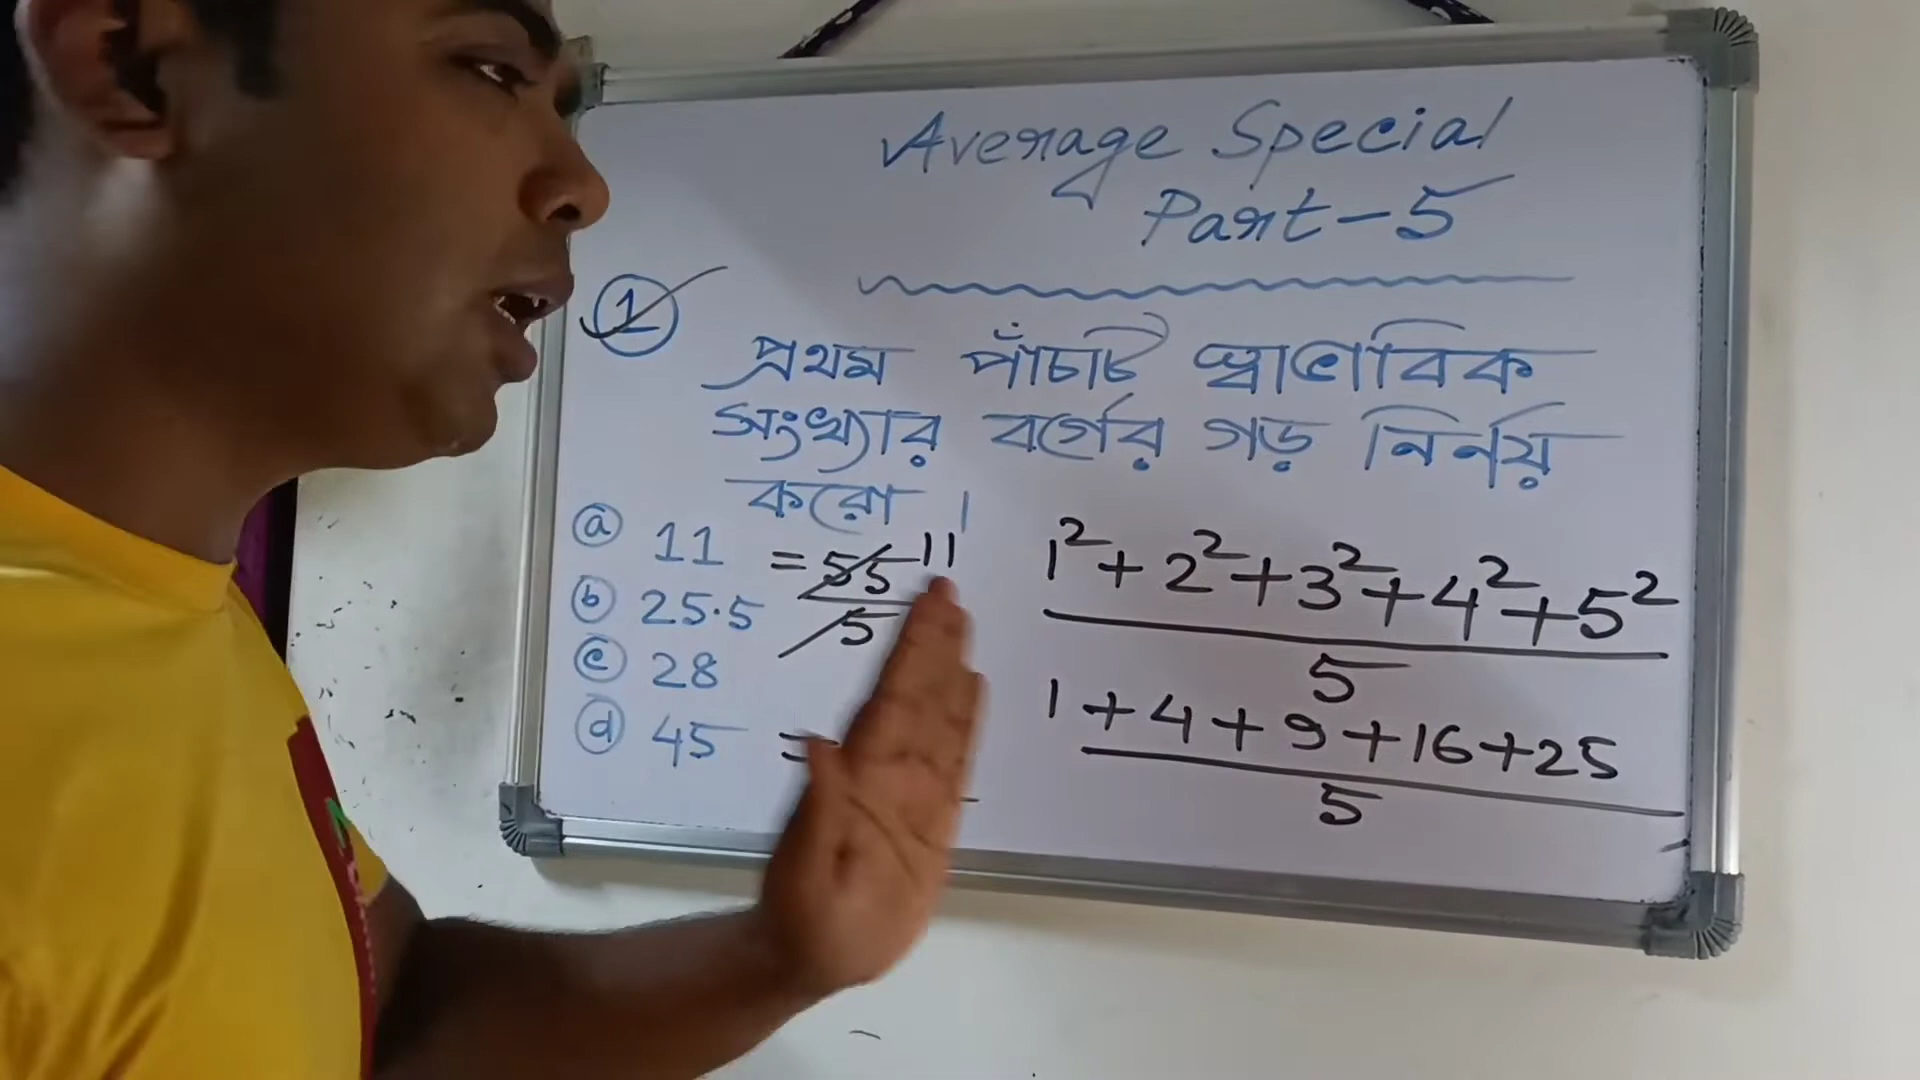 Average Special
Part-5
1
প্রথম পাঁচটি স্বাভাবিক
সংখ্যার বর্গের গড় নির্নয়
করো ।
ⓐ 11
ⓑ 25.5
ⓒ 28
ⓓ 45
= 55 11
5
=
1² + 2² + 3² + 4² + 5²
5
1 + 4 + 9 + 16 + 25
5